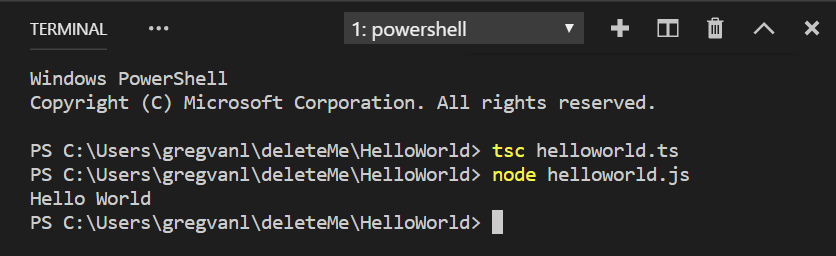 TERMINAL ••• 1: powershell
Windows PowerShell
Copyright (C) Microsoft Corporation. All rights reserved.
PS C:\Users\gregvanl\deleteMe\HelloWorld> tsc helloworld.ts
PS C:\Users\gregvanl\deleteMe\HelloWorld> node helloworld.js
Hello World
PS C:\Users\gregvanl\deleteMe\HelloWorld>